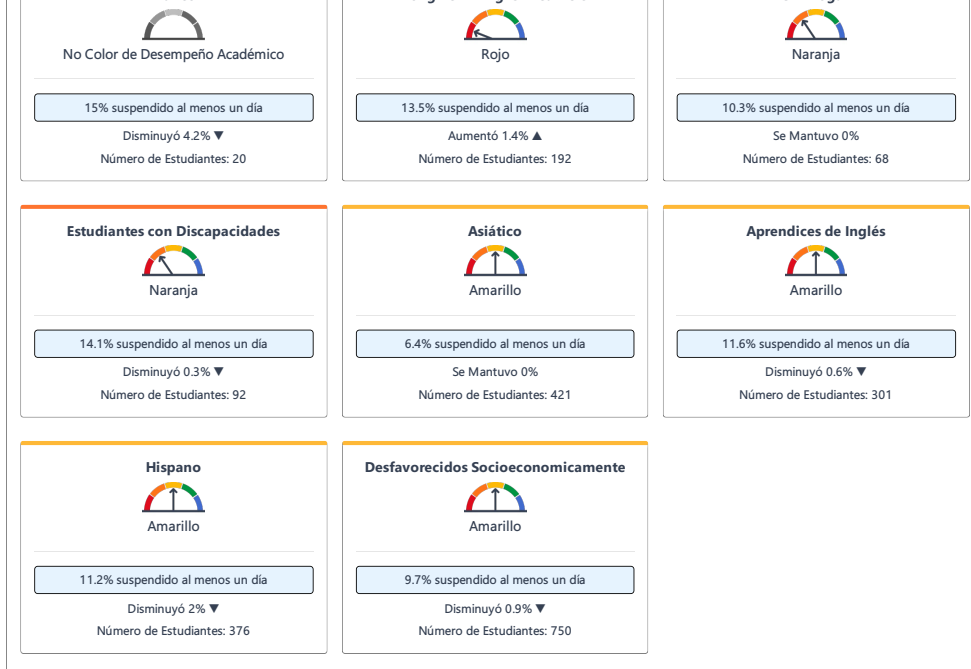 No Color de Desempeño Académico
15% suspendido al menos un día
Disminuyó 4.2% ▼
Número de Estudiantes: 20
Rojo
13.5% suspendido al menos un día
Aumentó 1.4% ▲
Número de Estudiantes: 192
Naranja
10.3% suspendido al menos un día
Se Mantuvo 0%
Número de Estudiantes: 68
Estudiantes con Discapacidades
Naranja
14.1% suspendido al menos un día
Disminuyó 0.3% ▼
Número de Estudiantes: 92
Asiático
Amarillo
6.4% suspendido al menos un día
Se Mantuvo 0%
Número de Estudiantes: 421
Aprendices de Inglés
Amarillo
11.6% suspendido al menos un día
Disminuyó 0.6% ▼
Número de Estudiantes: 301
Hispano
Amarillo
11.2% suspendido al menos un día
Disminuyó 2% ▼
Número de Estudiantes: 376
Desfavorecidos Socioeconomicamente
Amarillo
9.7% suspendido al menos un día
Disminuyó 0.9% ▼
Número de Estudiantes: 750